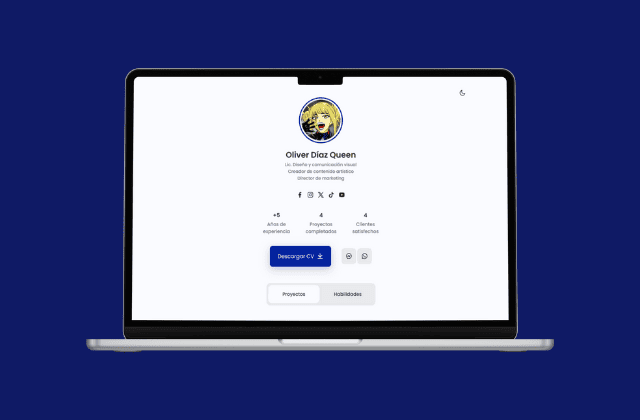 Oliver Díaz Queen
Lic. Diseño y comunicación visual
Creador de contenido artístico
Director de marketing
+5
Años de
experiencia
4
Proyectos
completados
4
Clientes
satisfechos
Descargar CV
Proyectos
Habilidades